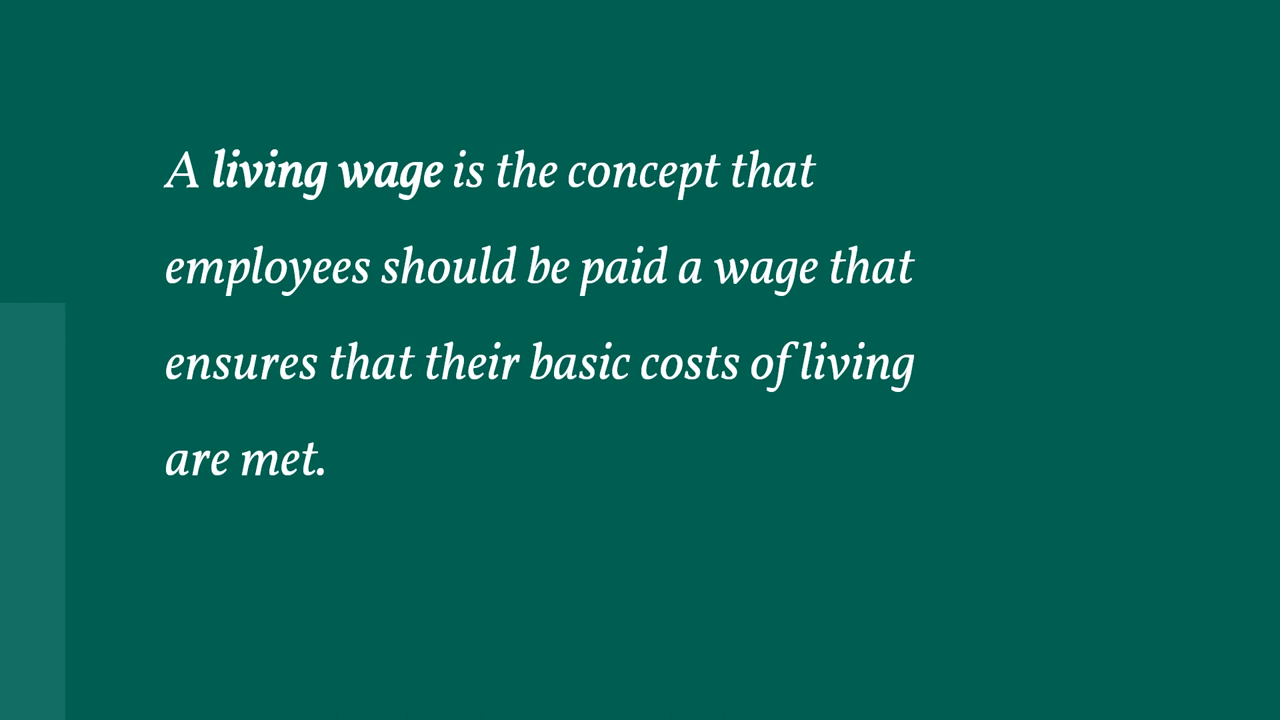 A living wage is the concept that
employees should be paid a wage that
ensures that their basic costs of living
are met.